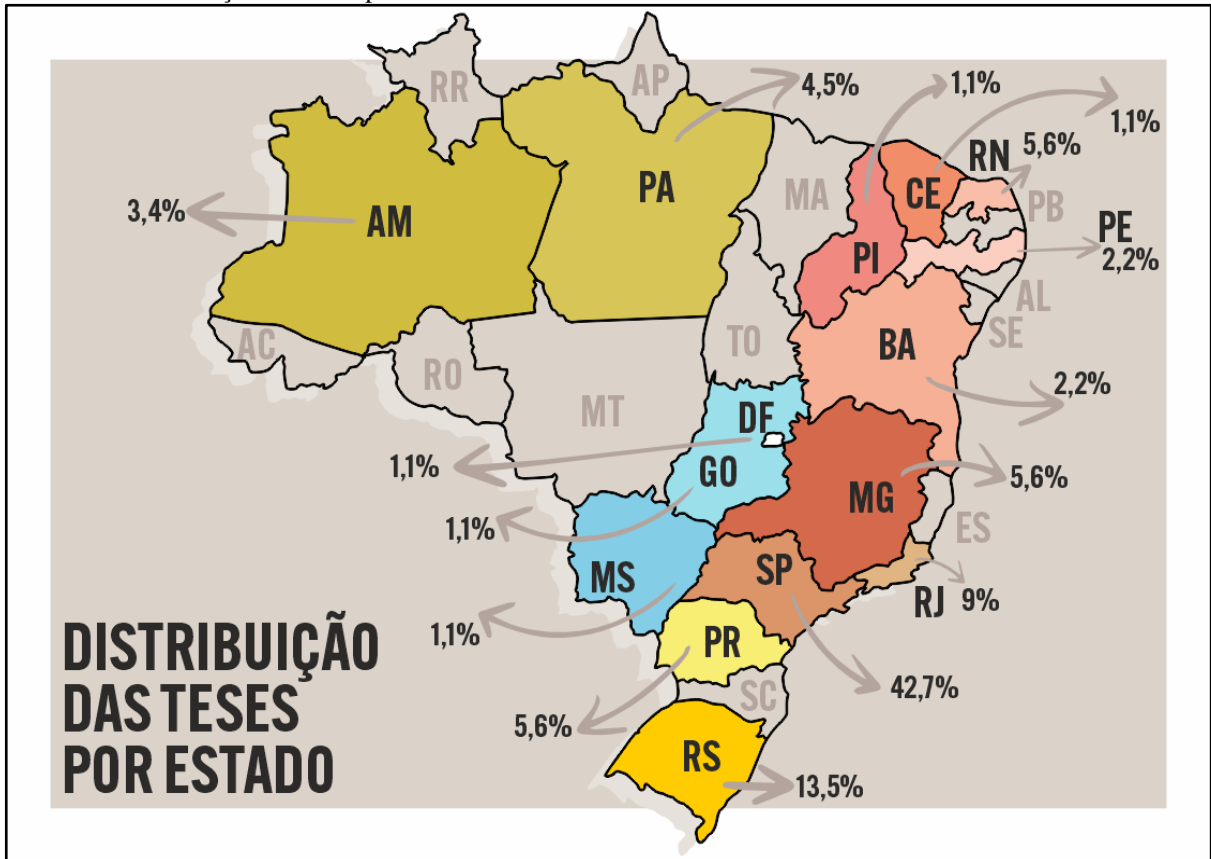 RR
AP
4,5%
1,1%
1,1%
RN
5,6%
PA
MA
CE
PB
3,4%
AM
PE
2,2%
PI
AL
SE
AC
RO
TO
BA
MT
2,2%
DF
1,1%
GO
MG
5,6%
1,1%
ES
MS
SP
RJ
9%
1,1%
PR
42,7%
SC
5,6%
RS
13,5%
DISTRIBUIÇÃO
DAS TESES
POR ESTADO